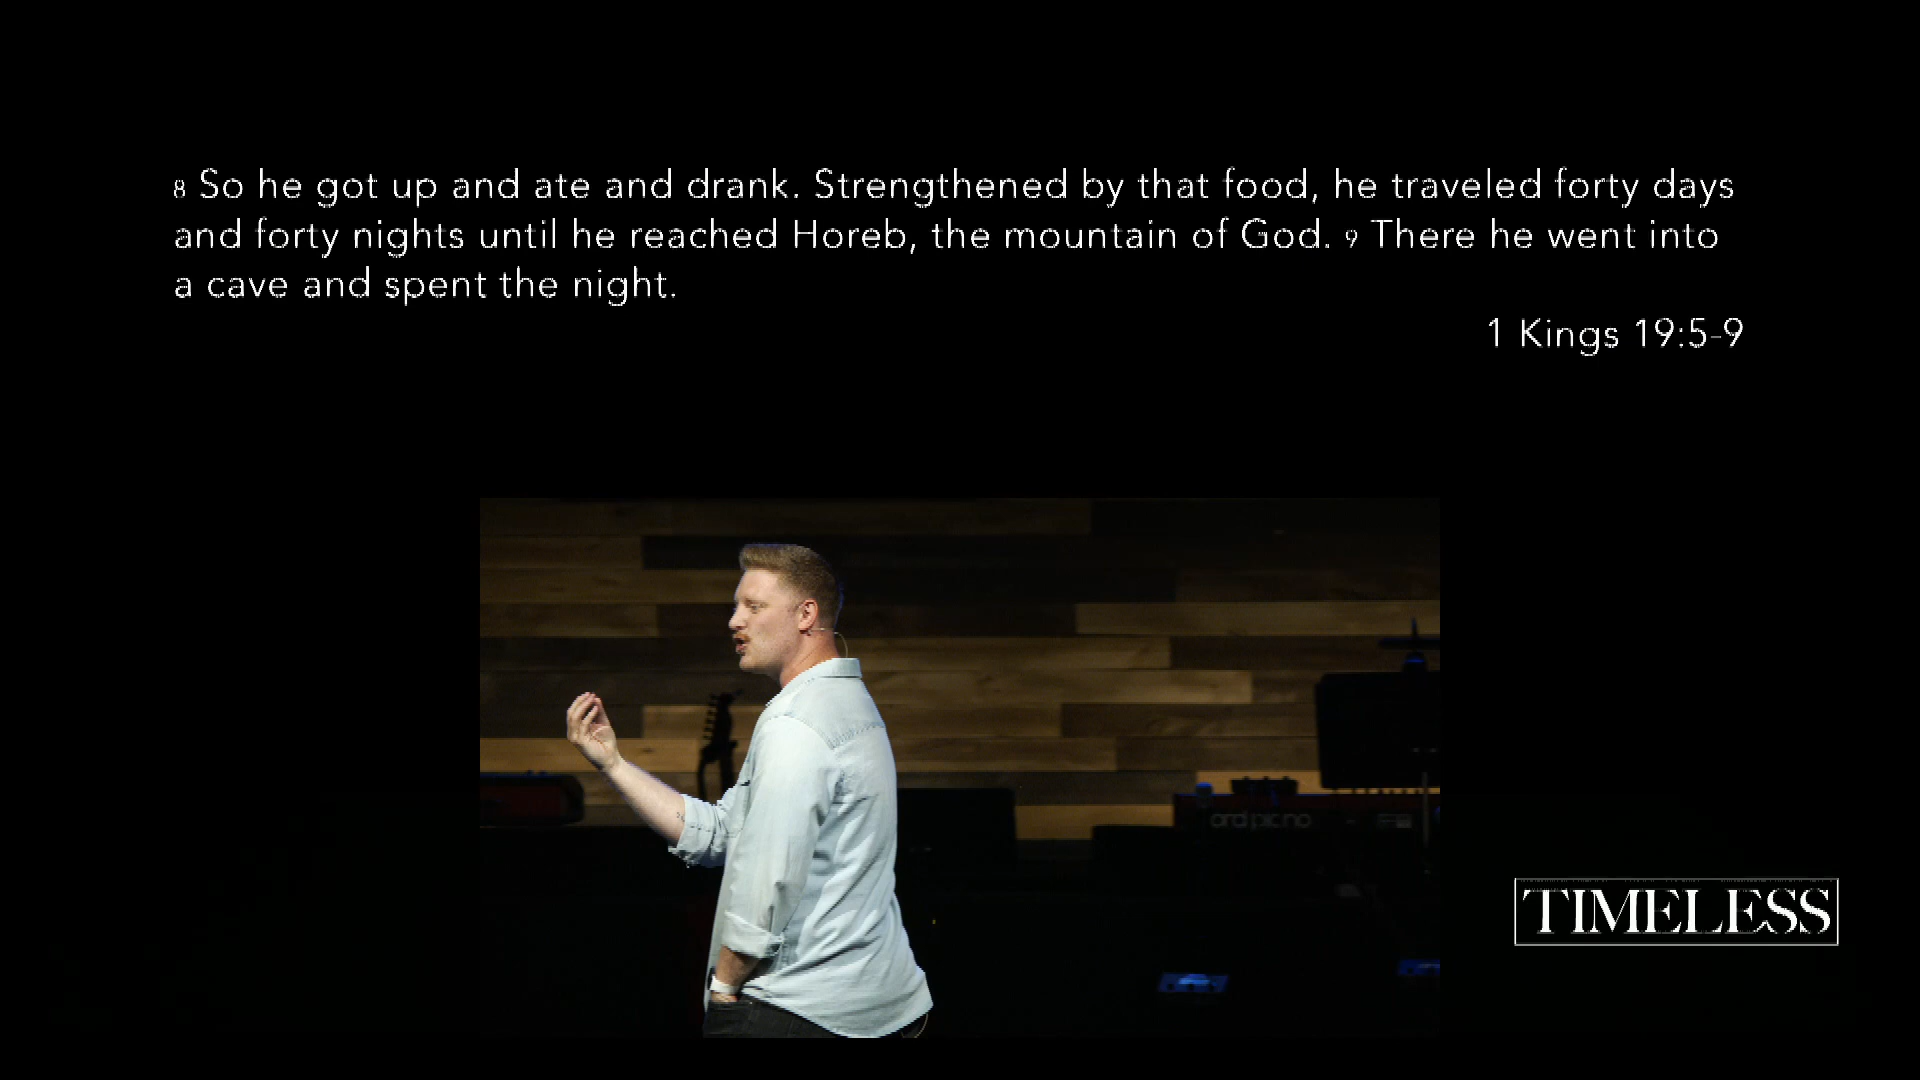 8 So he got up and ate and drank. Strengthened by that food, he traveled forty days
and forty nights until he reached Horeb, the mountain of God. 9 There he went into
a cave and spent the night.
1 Kings 19:5-9
TIMELESS